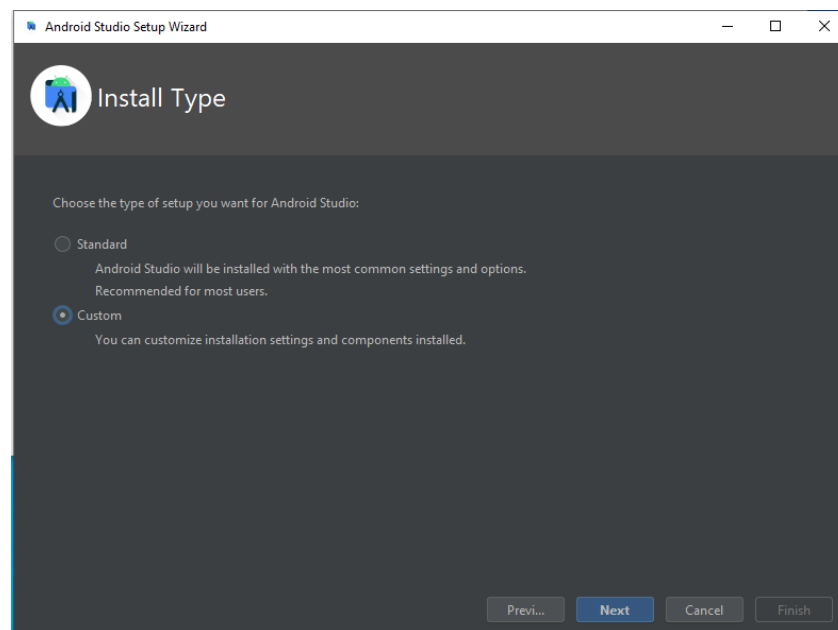 Android Studio Setup Wizard
Install Type
Choose the type of setup you want for Android Studio:
Standard
Android Studio will be installed with the most common settings and options.
Recommended for most users.
Custom
You can customize installation settings and components installed.
Previ...
Next
Cancel
Finish